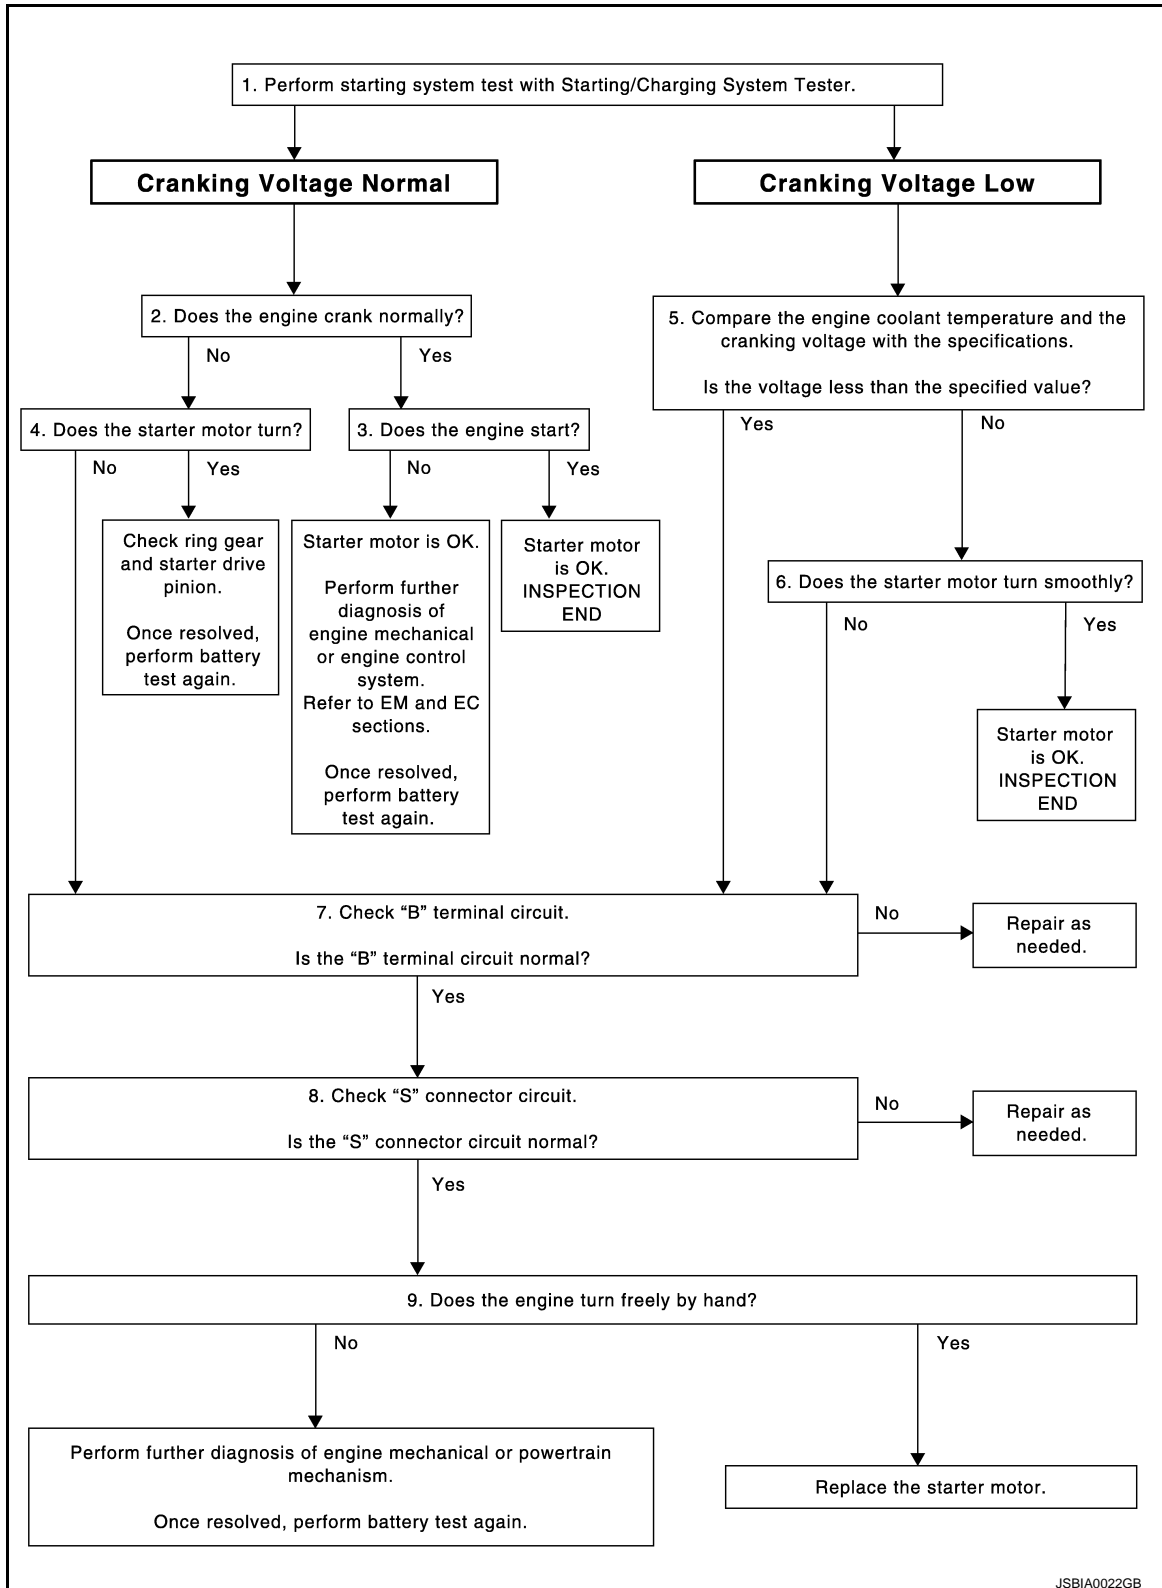 1. Perform starting system test with Starting/Charging System Tester.
Cranking Voltage Normal
Cranking Voltage Low
2. Does the engine crank normally?
No
Yes
5. Compare the engine coolant temperature and the
cranking voltage with the specifications.
Is the voltage less than the specified value?
Yes
No
4. Does the starter motor turn?
No
Yes
3. Does the engine start?
No
Yes
Check ring gear
and starter drive
pinion.
Once resolved,
perform battery
test again.
Starter motor is OK.
Perform further
diagnosis of
engine mechanical
or engine control
system.
Refer to EM and EC
sections.
Once resolved,
perform battery
test again.
Starter motor
is OK.
INSPECTION
END
6. Does the starter motor turn smoothly?
No
Yes
Starter motor
is OK.
INSPECTION
END
7. Check “B” terminal circuit.
Is the “B” terminal circuit normal?
No
Repair as
needed.
Yes
8. Check “S” connector circuit.
Is the “S” connector circuit normal?
No
Repair as
needed.
Yes
9. Does the engine turn freely by hand?
No
Yes
Perform further diagnosis of engine mechanical or powertrain
mechanism.
Once resolved, perform battery test again.
Replace the starter motor.
JSBIA0022GB